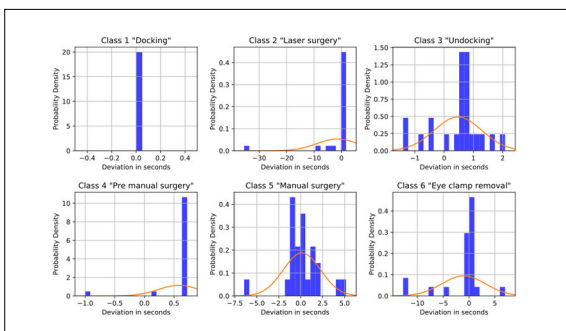 Class 1 "Docking"
Probability Density
20
15
10
5
0
-0.4 -0.2 0.0 0.2 0.4
Deviation in seconds
Class 2 "Laser surgery"
Probability Density
0.4
0.3
0.2
0.1
0.0
-30 -20 -10 0
Deviation in seconds
Class 3 "Undocking"
Probability Density
1.50
1.25
1.00
0.75
0.50
0.25
0.00
-1 0 1 2
Deviation in seconds
Class 4 "Pre manual surgery"
Probability Density
10
8
6
4
2
0
-1.0 -0.5 0.0 0.5
Deviation in seconds
Class 5 "Manual surgery"
Probability Density
0.4
0.3
0.2
0.1
0.0
-7.5 -5.0 -2.5 0.0 2.5 5.0
Deviation in seconds
Class 6 "Eye clamp removal"
Probability Density
0.4
0.3
0.2
0.1
0.0
-10 -5 0 5
Deviation in seconds